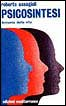 roberto assagioli
PSICOSINTESI
armonia della vita
edizioni mediterranee